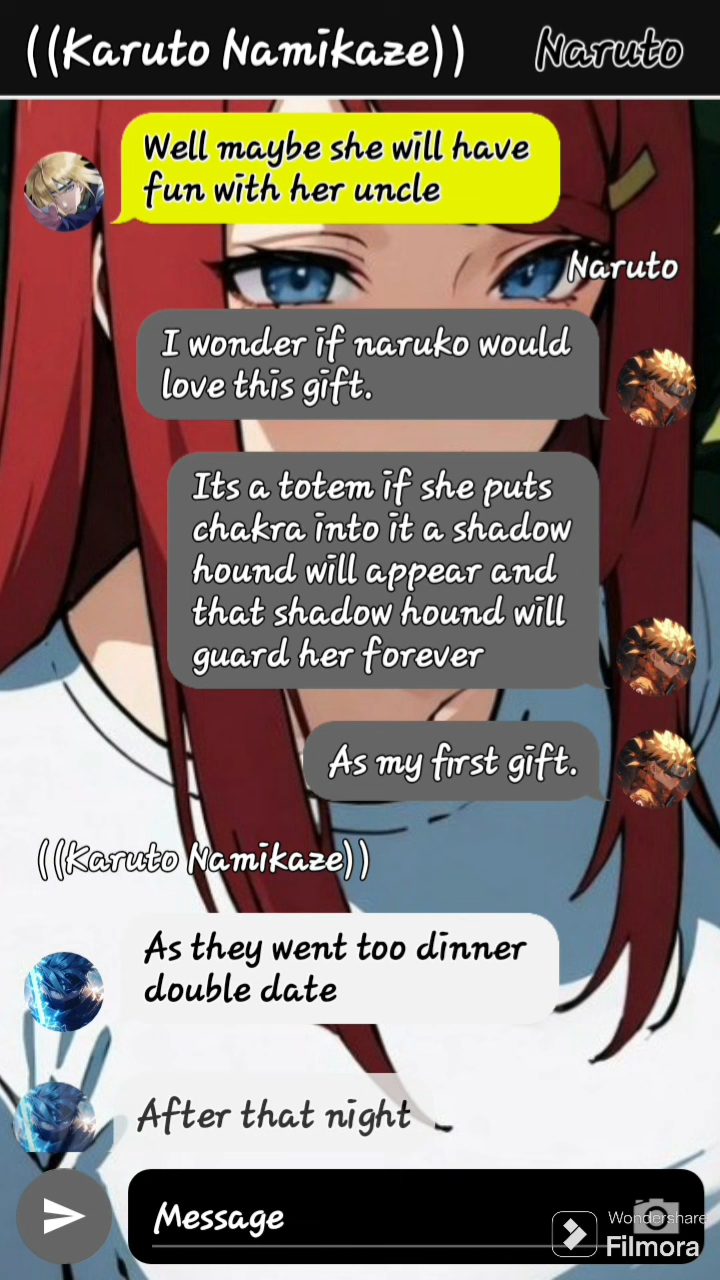 ((Karuto Namikaze)) Naruto
Well maybe she will have
fun with her uncle
Naruto
I wonder if naruko would
love this gift.
Its a totem if she puts
chakra into it a shadow
hound will appear and
that shadow hound will
guard her forever
As my first gift.
((Karuto Namikaze))
As they went too dinner
double date
After that night
Message
Wondershare
Filmora